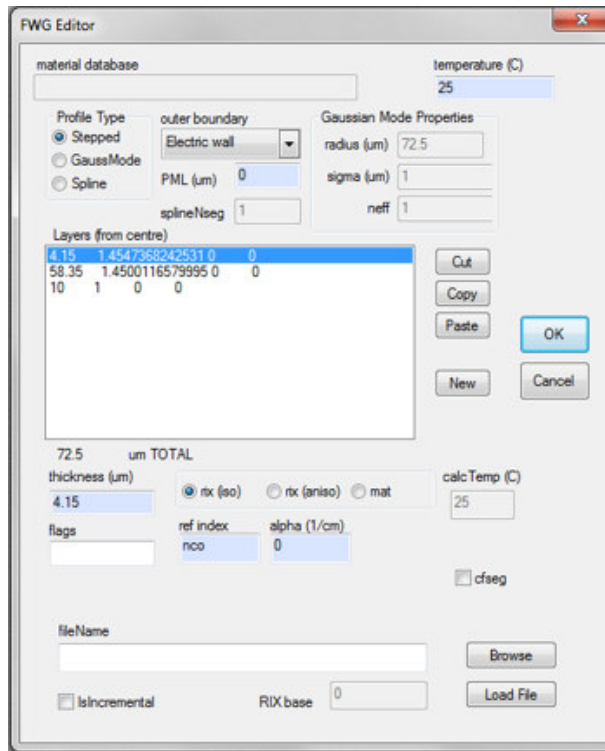 FWG Editor
material database
temperature (C)
25
Profile Type
Stepped
GaussMode
Spline
outer boundary
Electric wall
PML (um) 0
splineNseg 1
Gaussian Mode Properties
radius (um) 72.5
sigma (um) 1
neff 1
Layers (from centre)
4.15 1.4547368242531 0 0
58.35 1.4500116579995 0 0
10 1 0 0
Cut
Copy
Paste
New
OK
Cancel
72.5 um TOTAL
thickness (um)
4.15
rix (iso) rix (aniso) mat
calcTemp (C)
25
flags
ref index
nco
alpha (1/cm)
0
cfseg
fileName
Browse
IsIncremental
RIX base 0
Load File